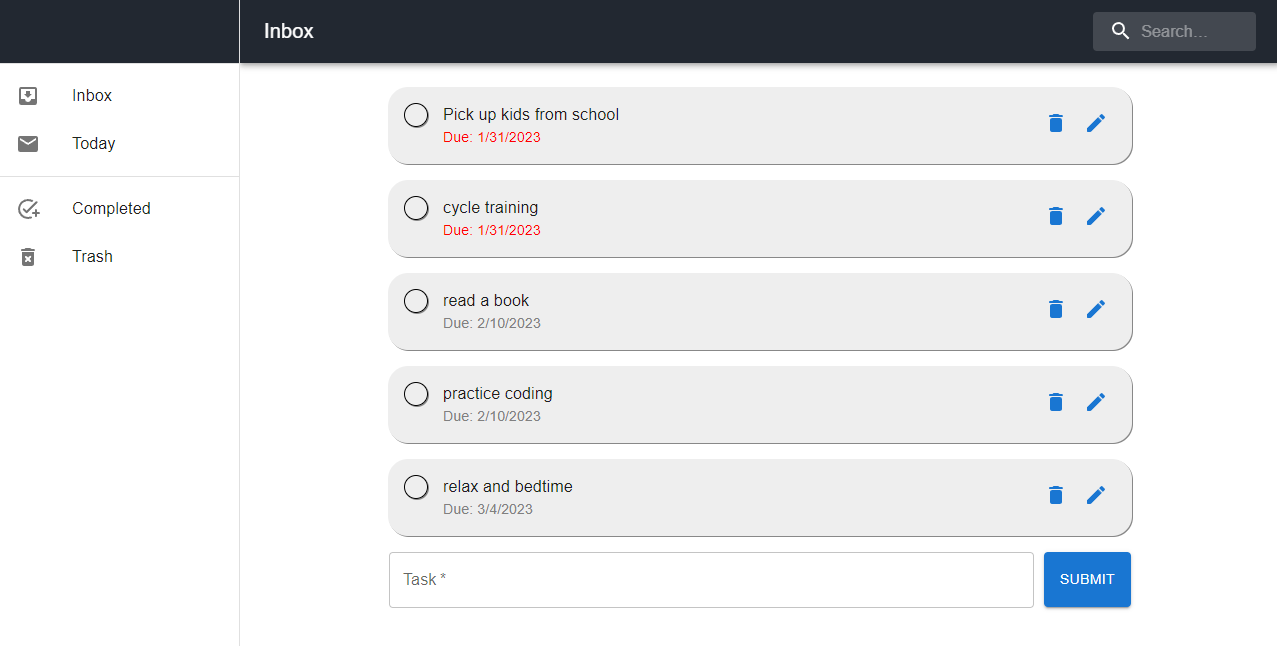 Inbox
Search...
Inbox
Today
Completed
Trash
Pick up kids from school
Due: 1/31/2023
cycle training
Due: 1/31/2023
read a book
Due: 2/10/2023
practice coding
Due: 2/10/2023
relax and bedtime
Due: 3/4/2023
Task *
SUBMIT